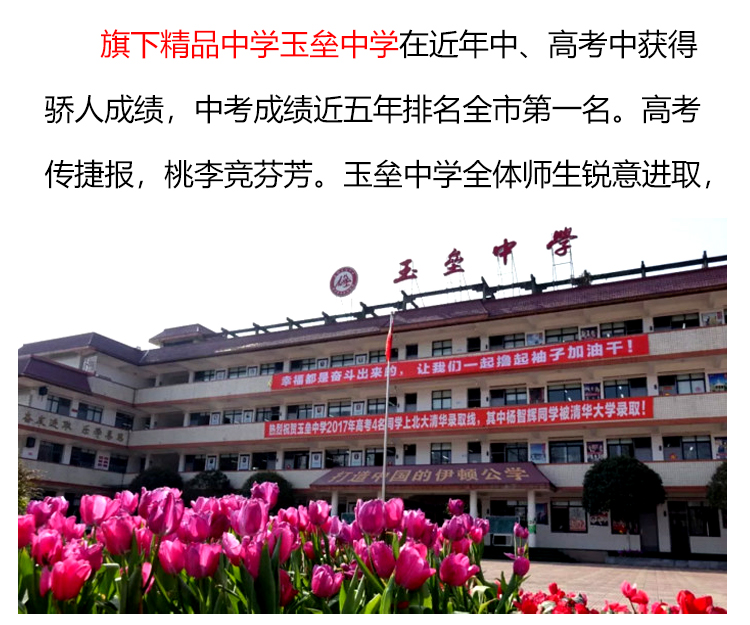 旗下精品中学玉垒中学在近年中、高考中获得
骄人成绩，中考成绩近五年排名全市第一名。高考
传捷报，桃李竞芬芳。玉垒中学全体师生锐意进取，
玉垒中学
幸福都是奋斗出来的，让我们一起撸起袖子加油干！
热烈祝贺玉垒中学2017年高考4名同学上北大清华录取线，其中杨智辉同学被清华大学录取！
打造中国的伊顿公学